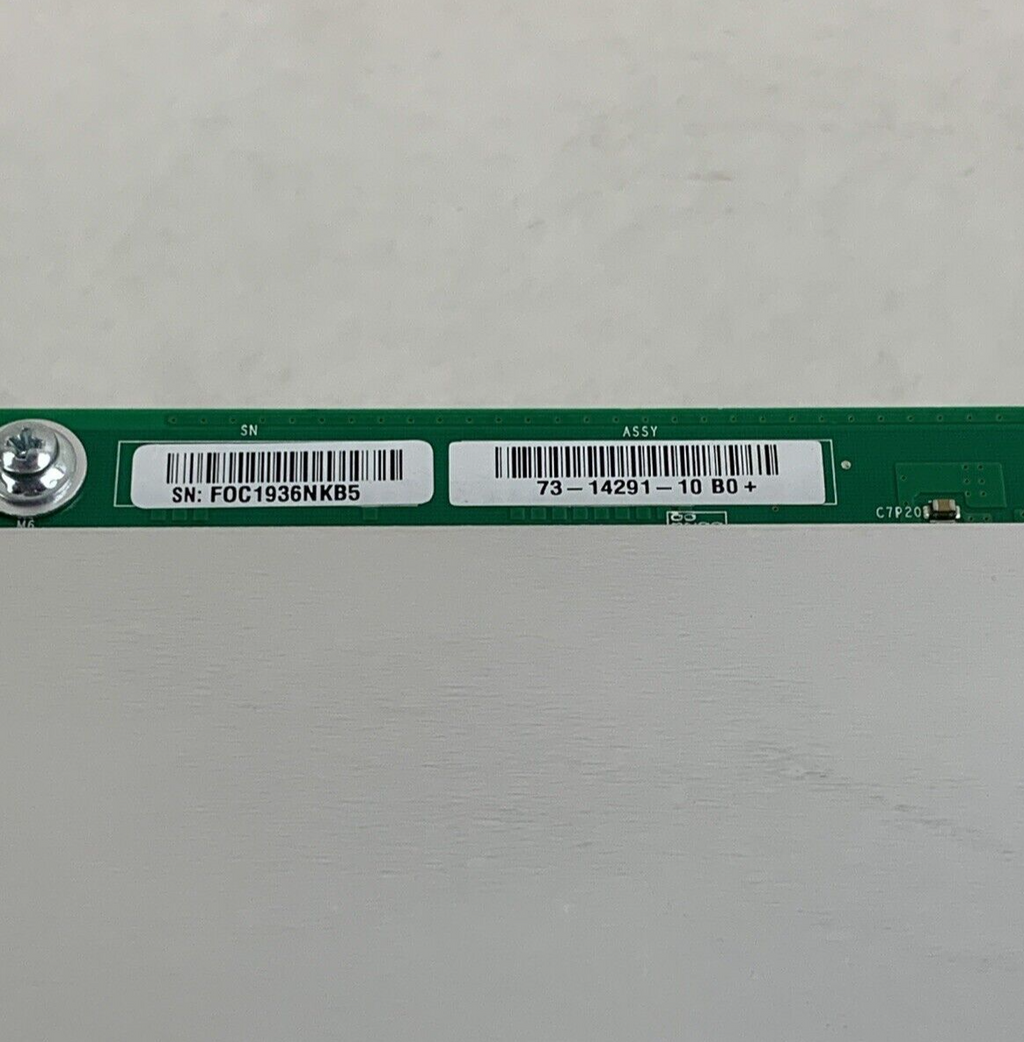 SN
ASSY
SN: FOC1936NKB5
73-14291-10 B0+
C7P20
M6